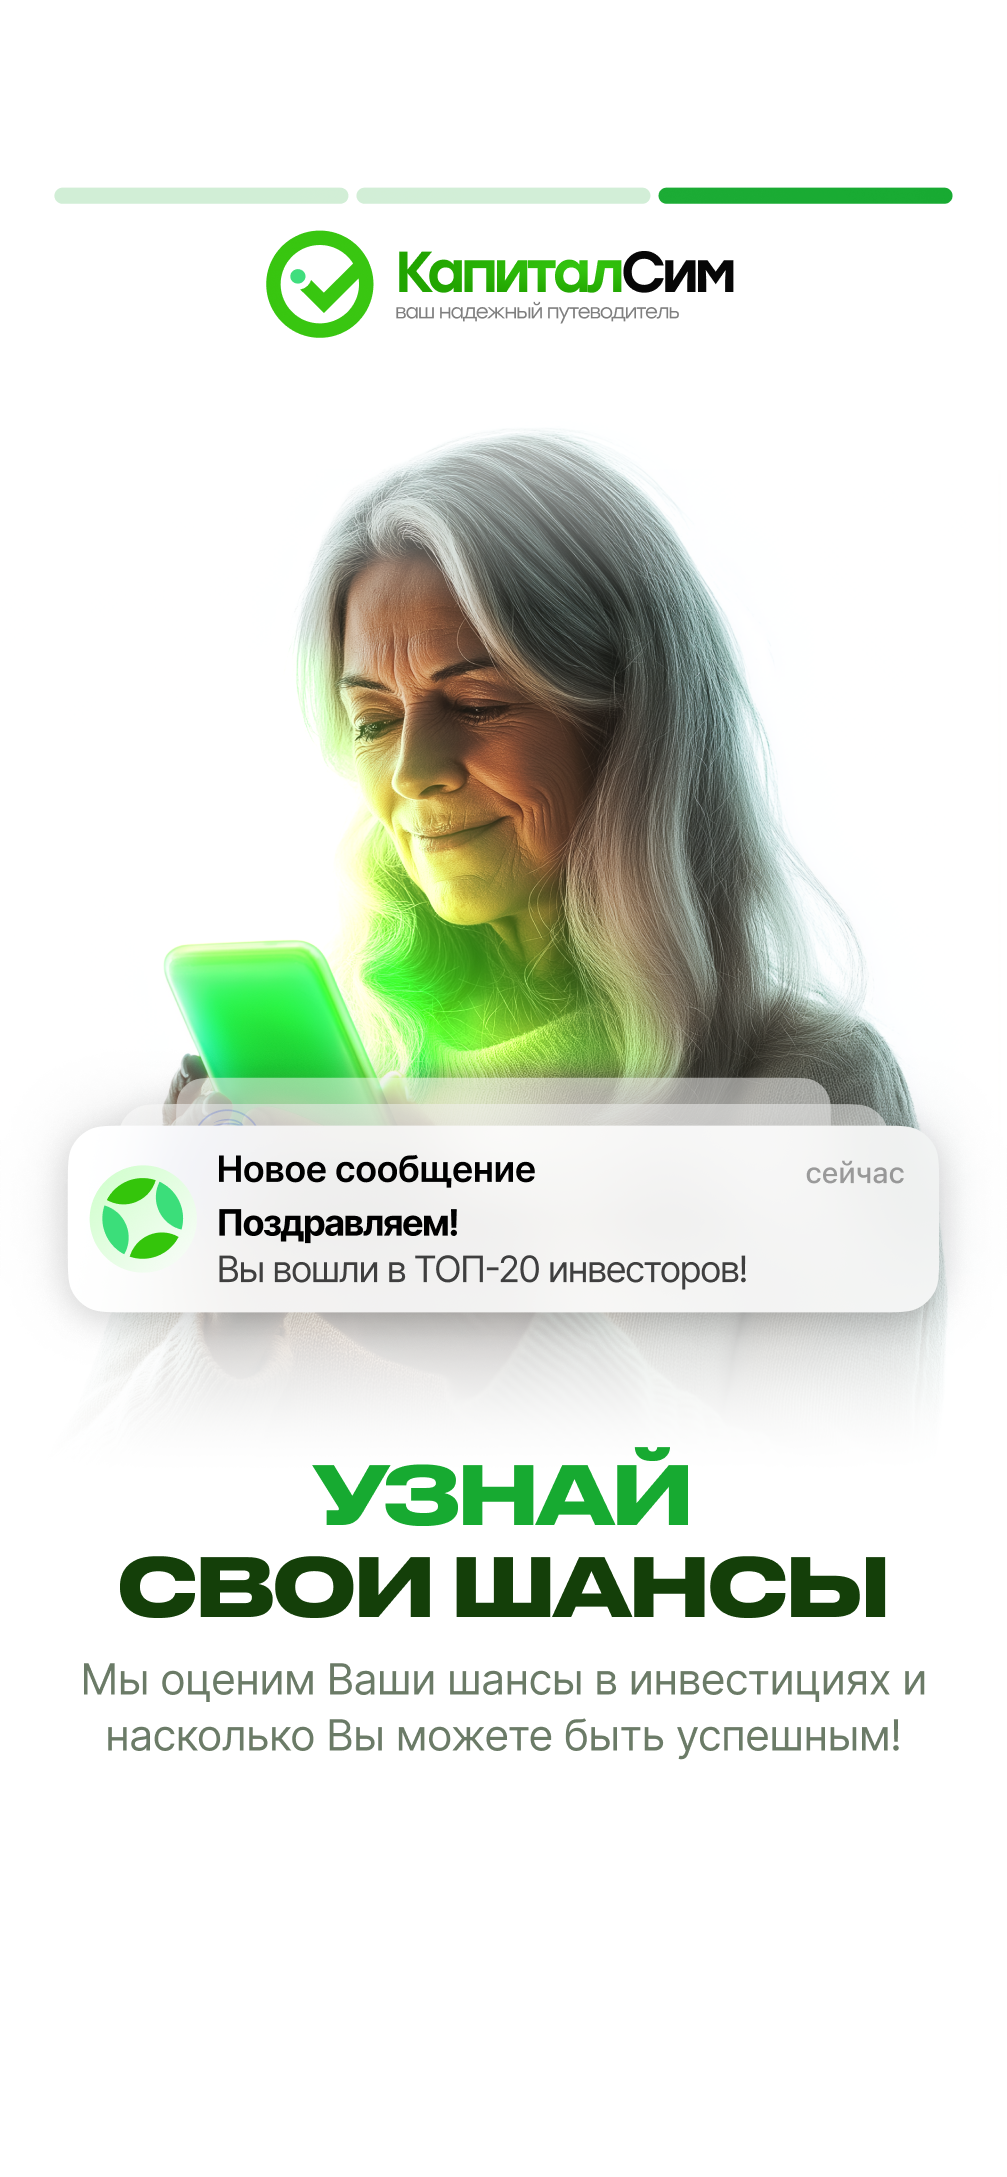 КапиталСим
ваш надежный путеводитель
Новое сообщение
сейчас
Поздравляем!
Вы вошли в ТОП-20 инвесторов!
УЗНАЙ
СВОИ ШАНСЫ
Мы оценим Ваши шансы в инвестициях и
насколько Вы можете быть успешным!